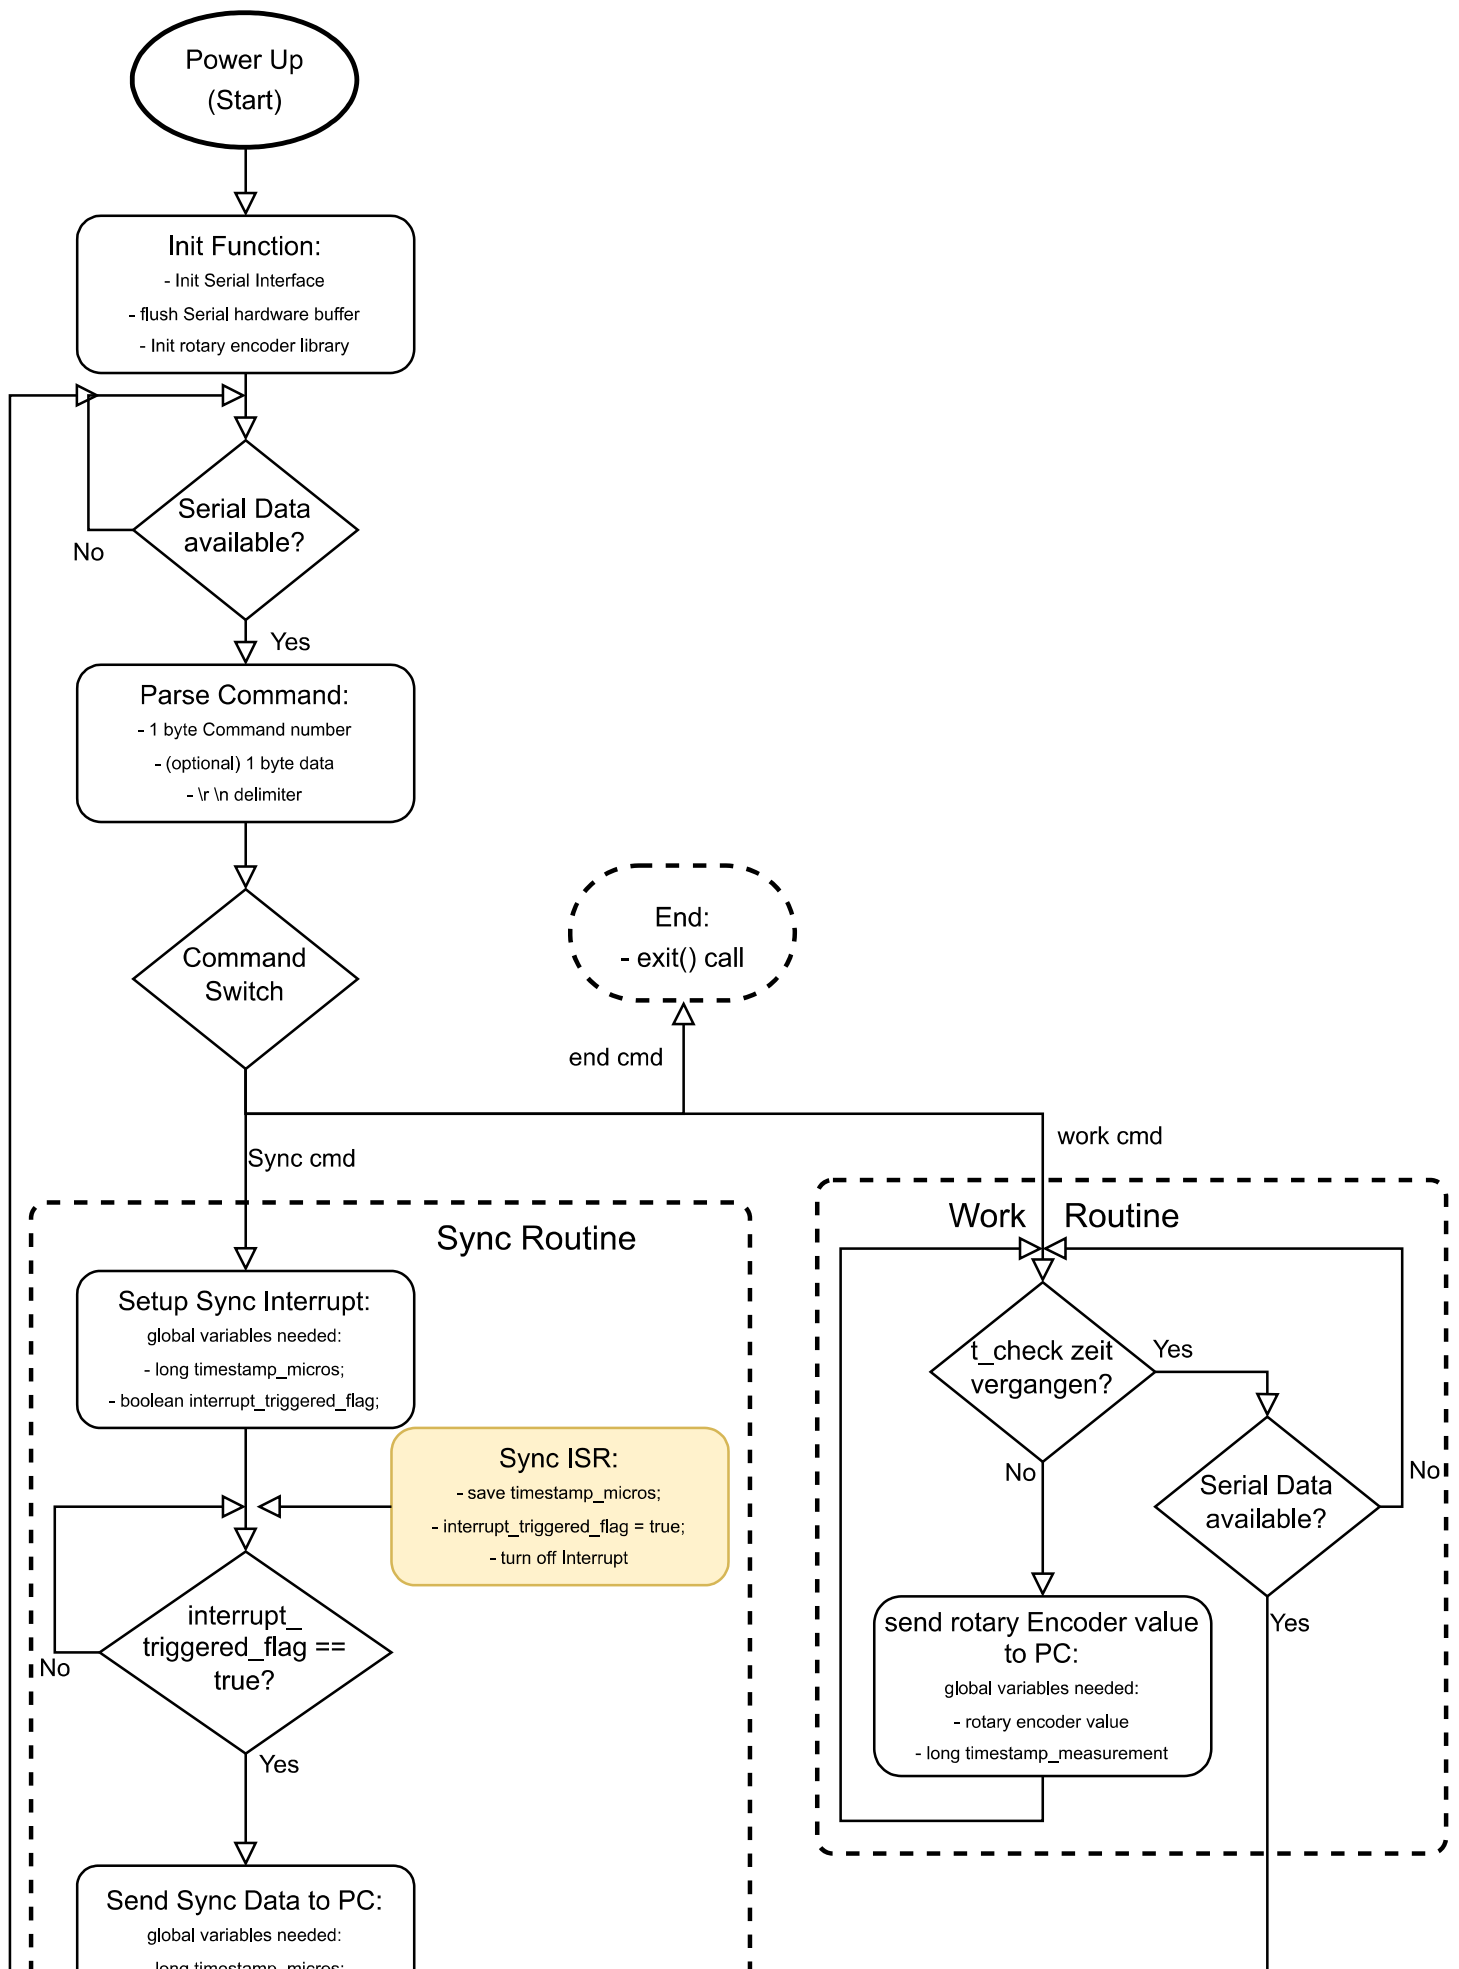 Power Up
(Start)
Init Function:
- Init Serial Interface
- flush Serial hardware buffer
- Init rotary encoder library
Serial Data
available?
No
Yes
Parse Command:
- 1 byte Command number
- (optional) 1 byte data
- \r \n delimiter
Command
Switch
End:
- exit() call
end cmd
work cmd
Sync cmd
Sync Routine
Setup Sync Interrupt:
global variables needed:
- long timestamp_micros;
- boolean interrupt_triggered_flag;
Sync ISR:
- save timestamp_micros;
- interrupt_triggered_flag = true;
- turn off Interrupt
interrupt_
triggered_flag ==
true?
No
Yes
Send Sync Data to PC:
global variables needed:
long timestamp_micros;
Work Routine
t_check zeit
vergangen?
Yes
No
Serial Data
available?
No
Yes
send rotary Encoder value
to PC:
global variables needed:
- rotary encoder value
- long timestamp_measurement